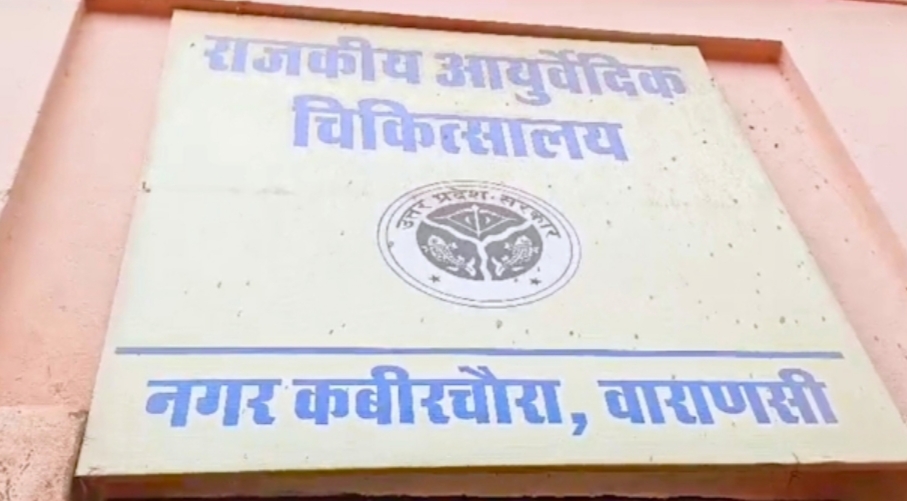 राजकीय आयुर्वेदिक
चिकित्सालय
उत्तर प्रदेश-सरकार
नगर कबीरचौरा, वाराणसी